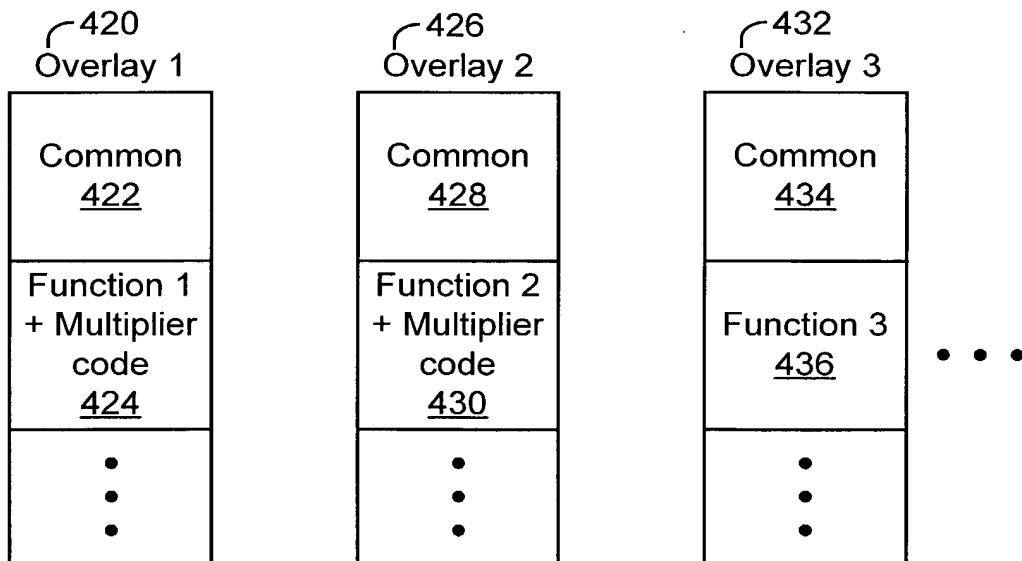 420
Overlay 1
Common
422
Function 1
+ Multiplier
code
424
426
Overlay 2
Common
428
Function 2
+ Multiplier
code
430
432
Overlay 3
Common
434
Function 3
436